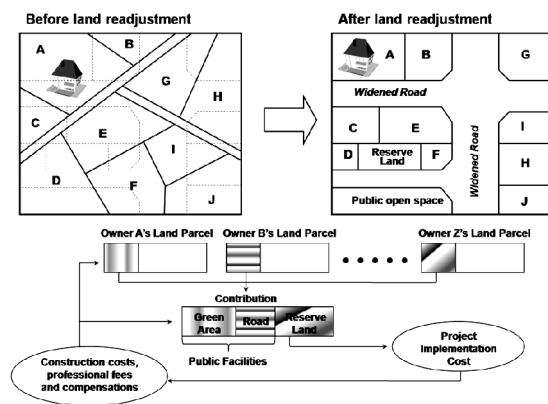 Before land readjustment
After land readjustment
A
B
G
H
C
E
I
D
F
J
A
B
G
Widened Road
C
E
I
D
Reserve
Land
F
H
Widened Road
Public open space
J
Owner A's Land Parcel
Owner B's Land Parcel
Owner Z's Land Parcel
Contribution
Green
Area
Road
Reserve
Land
Public Facilities
Project
Implementation
Cost
Construction costs,
professional fees
and compensations